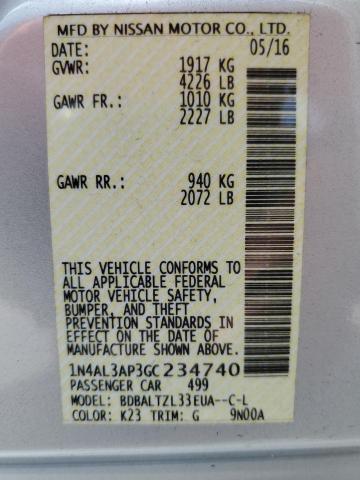 MFD BY NISSAN MOTOR CO., LTD.
DATE: 05/16
GVWR: 1917 KG
4226 LB
GAWR FR.: 1010 KG
2227 LB
GAWR RR.: 940 KG
2072 LB
THIS VEHICLE CONFORMS TO
ALL APPLICABLE FEDERAL
MOTOR VEHICLE SAFETY,
BUMPER, AND THEFT
PREVENTION STANDARDS
IN EFFECT ON THE DATE
OF MANUFACTURE SHOWN ABOVE.
1N4AL3AP3GC234740
PASSENGER CAR 499
MODEL: BDBALTZL33EUA--C-L
COLOR: K23 TRIM: G 9N00A